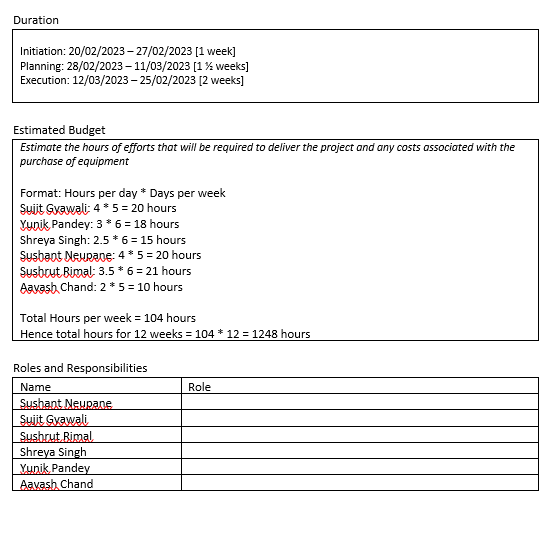 Duration
Initiation: 20/02/2023 – 27/02/2023 [1 week]
Planning: 28/02/2023 – 11/03/2023 [1 ½ weeks]
Execution: 12/03/2023 – 25/02/2023 [2 weeks]
Estimated Budget
Estimate the hours of efforts that will be required to deliver the project and any costs associated with the
purchase of equipment
Format: Hours per day * Days per week
Sujit Gyawali: 4 * 5 = 20 hours
Yunik Pandey: 3 * 6 = 18 hours
Shreya Singh: 2.5 * 6 = 15 hours
Sushant Neupane: 4 * 5 = 20 hours
Sushrut Rimal: 3.5 * 6 = 21 hours
Aayash Chand: 2 * 5 = 10 hours
Total Hours per week = 104 hours
Hence total hours for 12 weeks = 104 * 12 = 1248 hours
Roles and Responsibilities
Name Role
Sushant Neupane
Sujit Gyawali
Sushrut Rimal
Shreya Singh
Yunik Pandey
Aayash Chand